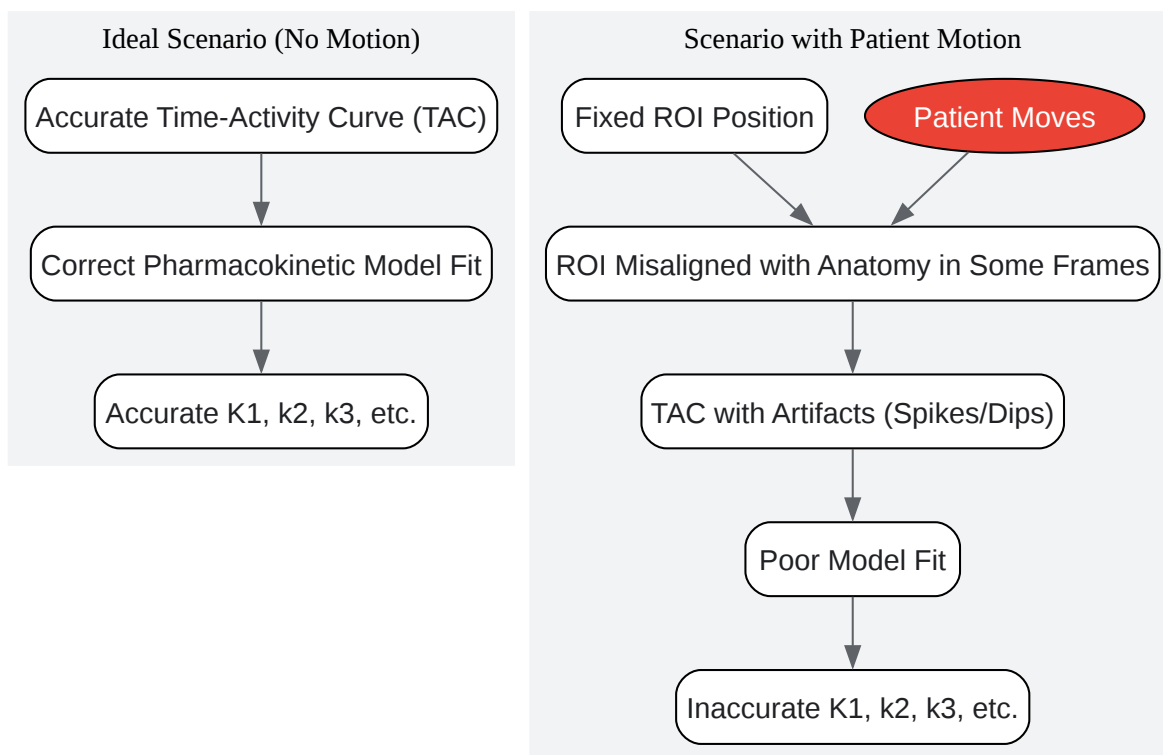 Ideal Scenario (No Motion)
Accurate Time-Activity Curve (TAC)
Correct Pharmacokinetic Model Fit
Accurate K1, k2, k3, etc.
Scenario with Patient Motion
Fixed ROI Position
Patient Moves
ROI Misaligned with Anatomy in Some Frames
TAC with Artifacts (Spikes/Dips)
Poor Model Fit
Inaccurate K1, k2, k3, etc.